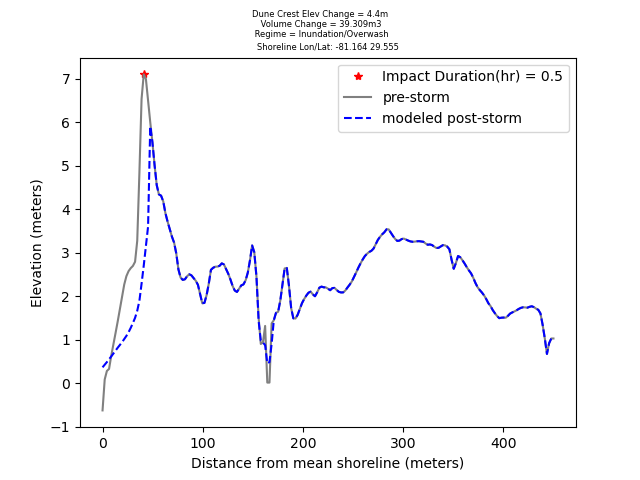 Dune Crest Elev Change = 4.4m
Volume Change = 39.309m3
Regime = Inundation/Overwash
Shoreline Lon/Lat: -81.164 29.555
Impact Duration(hr) = 0.5
pre-storm
modeled post-storm
7
6
5
4
3
2
1
0
−1
Elevation (meters)
0 100 200 300 400
Distance from mean shoreline (meters)